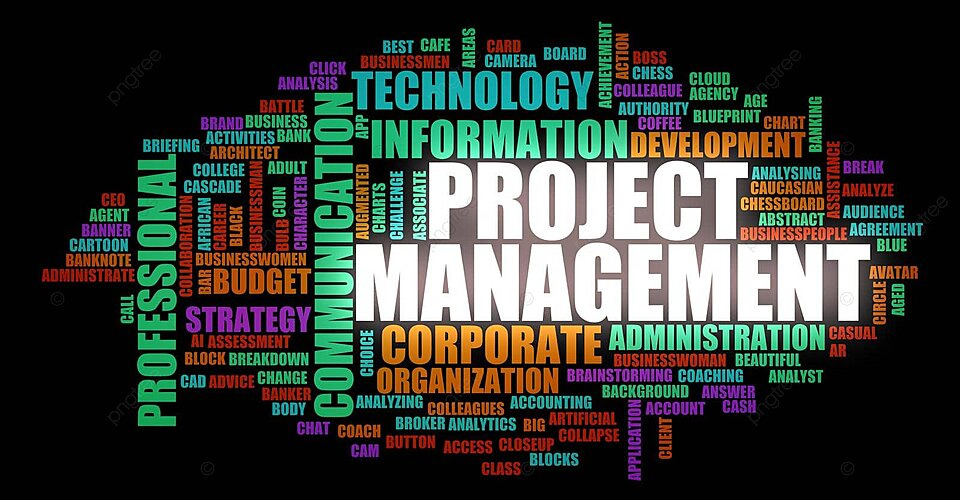 BEST
CAFE
AREAS
CARD
BUSINESSMEN
CAMERA
BOARD
ACHIEVEMENT
ACTION
BOSS
CHESS
CLICK
ANALYSIS
TECHNOLOGY
COLLEAGUE
CLOUD
AGENCY
AGE
BATTLE
AUTHORITY
BRAND
BUSINESS
APP
INFORMATION
COFFEE
BLUEPRINT
CHART
BANKING
ACTIVITIES
BANK
BRIEFING
ARCHITECT
DEVELOPMENT
COLLEGE
ADULT
PROJECT
MANAGEMENT
ANALYSING
ASSISTANCE
BREAK
CASCADE
CAUCASIAN
ANALYZE
CEO
AGENT
BANNER
CARTOON
BANKNOTE
ADMINISTRATE
PROFESSIONAL
COLLABORATION
AFRICAN
CAREER
BLACK
BUSINESSMAN
COIN
BULB
CHARACTER
COMMUNICATION
AUGMENTED
CHARTS
CHALLENGE
ASSOCIATE
CHESSBOARD
ABSTRACT
AUDIENCE
BUSINESSPEOPLE
AGREEMENT
BLUE
BUSINESSWOMEN
BAR
BUDGET
CALL
AVATAR
CIRCLE
AGED
STRATEGY
AI
ASSESSMENT
CHOICE
CORPORATE
ADMINISTRATION
CASUAL
AR
BLOCK
BREAKDOWN
BUSINESSWOMAN
BEAUTIFUL
CAD
ADVICE
CHANGE
ORGANIZATION
BRAINSTORMING
COACHING
ANALYST
BANKER
BODY
ANALYZING
COLLEAGUES
ACCOUNTING
BACKGROUND
ANSWER
ACCOUNT
CASH
CHAT
COACH
BROKER
ANALYTICS
BIG
ARTIFICIAL
COLLAPSE
APPLICATION
CLIENT
CAM
BUTTON
ACCESS
CLOSEUP
CLASS
BLOCKS
pngtree